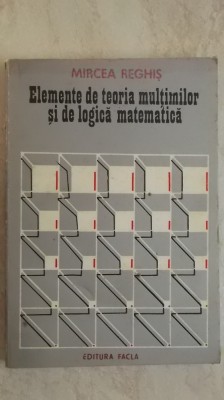 MIRCEA REGHIȘ
Elemente de teoria mulțimilor
și de logică matematică
EDITURA FACLA